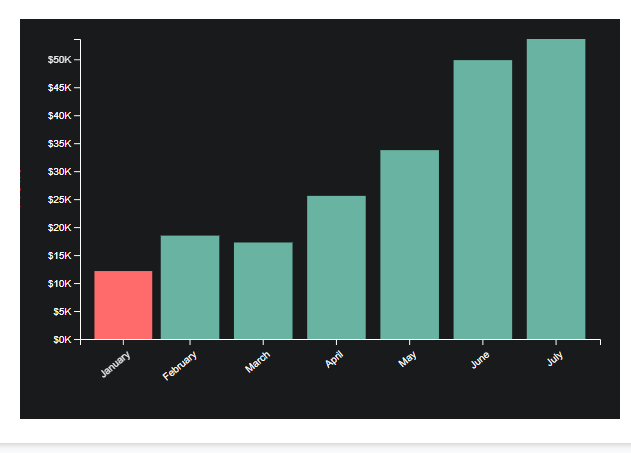 $50K
$45K
$40K
$35K
$30K
$25K
$20K
$15K
$10K
$5K
$0K
January
February
March
April
May
June
July